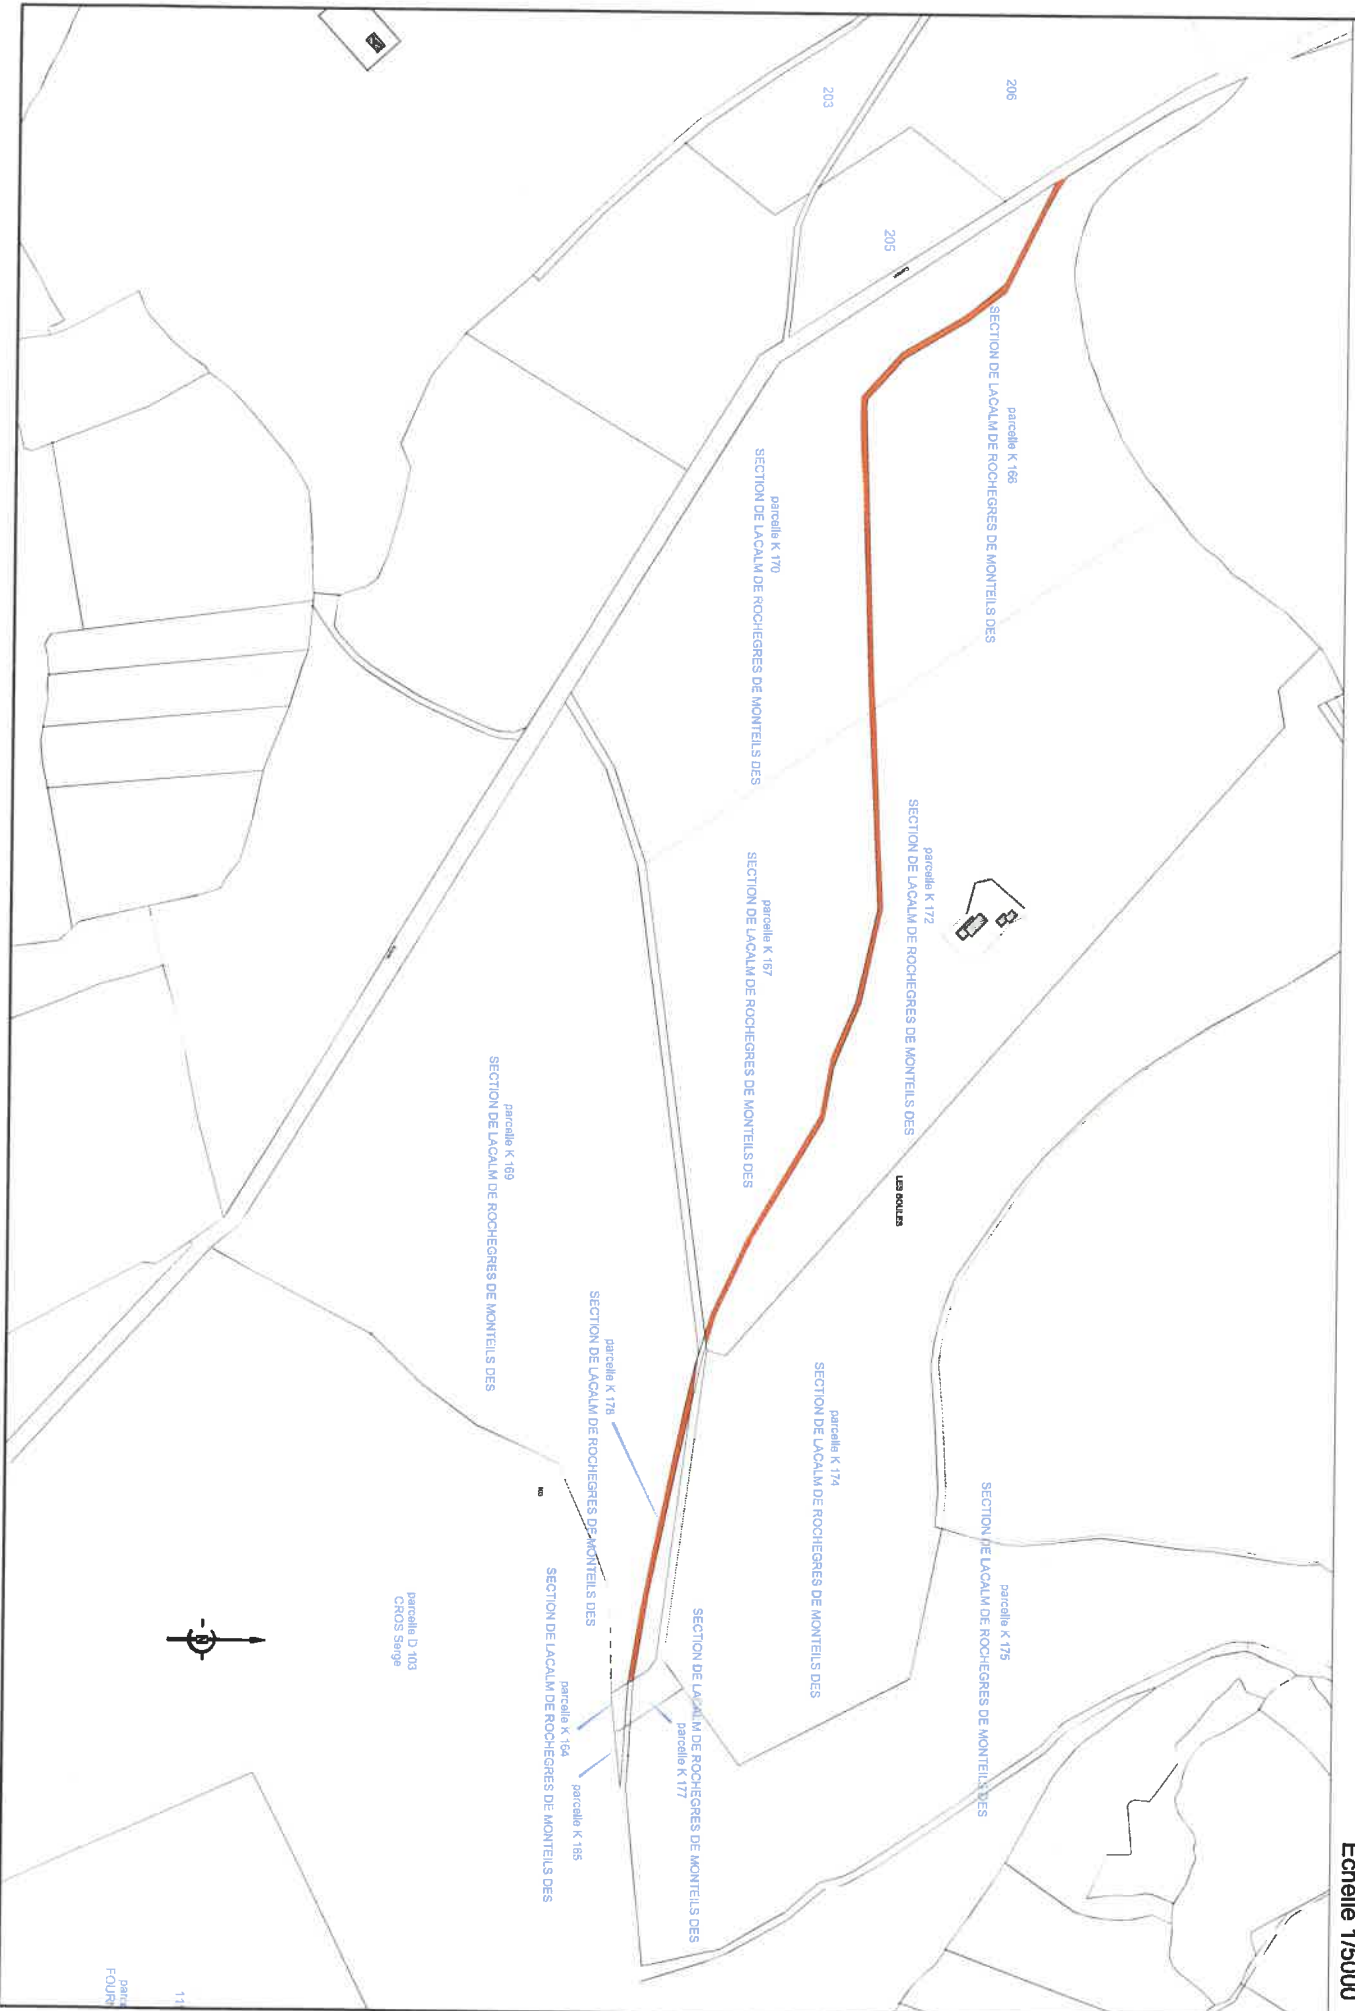 Echelle 1/5000
206
203
205
parcelle K 166
SECTION DE LACALM DE ROCHEGRES DE MONTEILS DES
parcelle K 170
SECTION DE LACALM DE ROCHEGRES DE MONTEILS DES
parcelle K 172
SECTION DE LACALM DE ROCHEGRES DE MONTEILS DES
parcelle K 167
SECTION DE LACALM DE ROCHEGRES DE MONTEILS DES
LES BOULES
parcelle K 169
SECTION DE LACALM DE ROCHEGRES DE MONTEILS DES
parcelle K 178
SECTION DE LACALM DE ROCHEGRES DE MONTEILS DES
parcelle K 174
SECTION DE LACALM DE ROCHEGRES DE MONTEILS DES
parcelle K 175
SECTION DE LACALM DE ROCHEGRES DE MONTEILS DES
SECTION DE LACALM DE ROCHEGRES DE MONTEILS DES
parcelle K 177
parcelle K 164
SECTION DE LACALM DE ROCHEGRES DE MONTEILS DES
parcelle K 165
parcelle D 103
CROS Serge
N
11
parc
FOUR